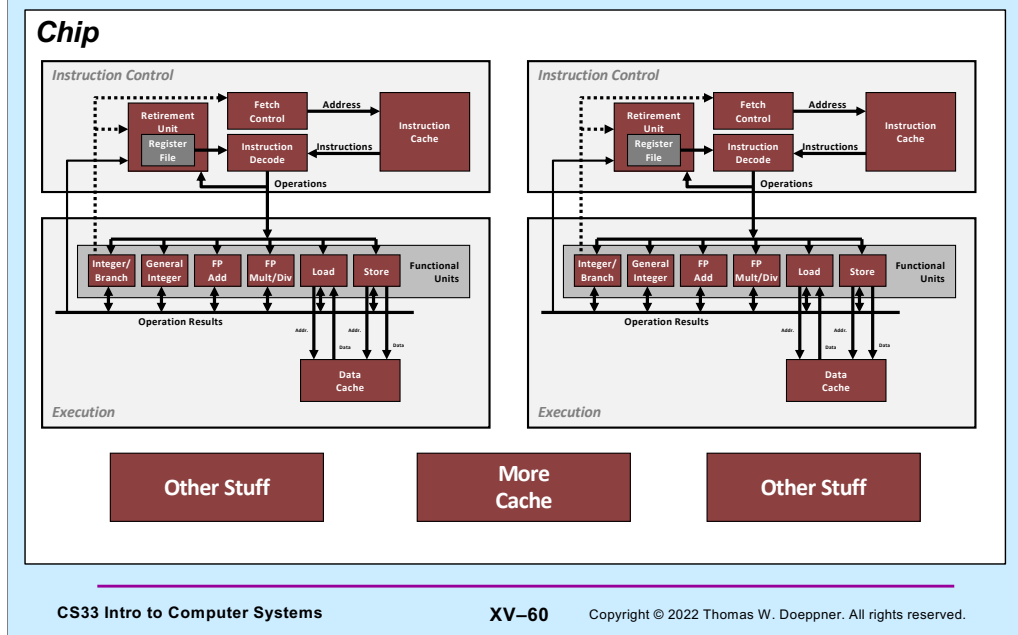 Chip
Instruction Control
Retirement
Unit
Register
File
Fetch
Control
Address
Instruction
Cache
Instruction
Decode
Instructions
Operations
Integer/
Branch
General
Integer
FP
Add
FP
Mult/Div
Load
Store
Functional
Units
Operation Results
Addr.
Data
Addr.
Data
Data
Cache
Execution
Instruction Control
Retirement
Unit
Register
File
Fetch
Control
Address
Instruction
Cache
Instruction
Decode
Instructions
Operations
Integer/
Branch
General
Integer
FP
Add
FP
Mult/Div
Load
Store
Functional
Units
Operation Results
Addr.
Data
Addr.
Data
Data
Cache
Execution
Other Stuff
More
Cache
Other Stuff
CS33 Intro to Computer Systems
XV–60
Copyright © 2022 Thomas W. Doeppner. All rights reserved.